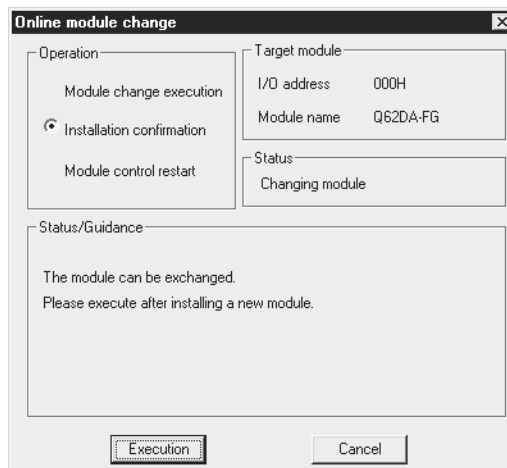 Online module change
Operation
Module change execution
Installation confirmation
Module control restart
Target module
I/O address 000H
Module name Q62DA-FG
Status
Changing module
Status/Guidance
The module can be exchanged.
Please execute after installing a new module.
Execution
Cancel